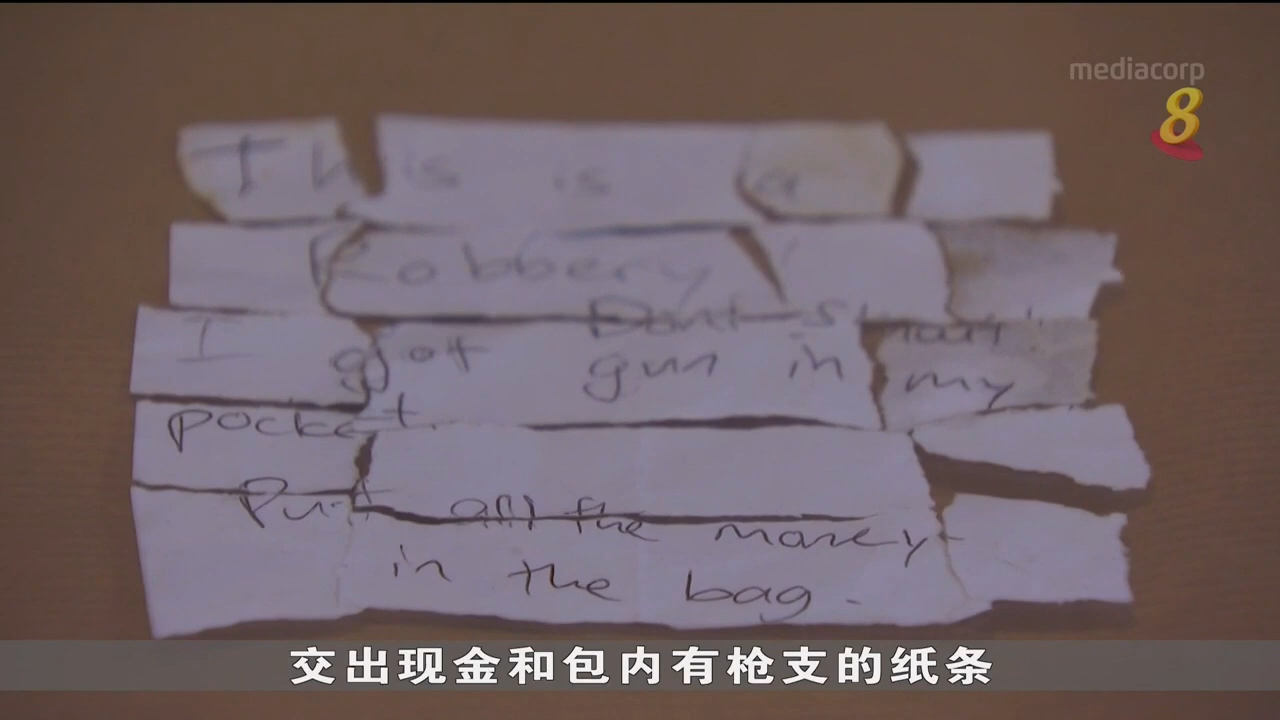 mediacorp
8
This is a
Robbery!
Dont shout!
I got gun in my
pocket.
Put all the money
in the bag.
交出现金和包内有枪支的纸条